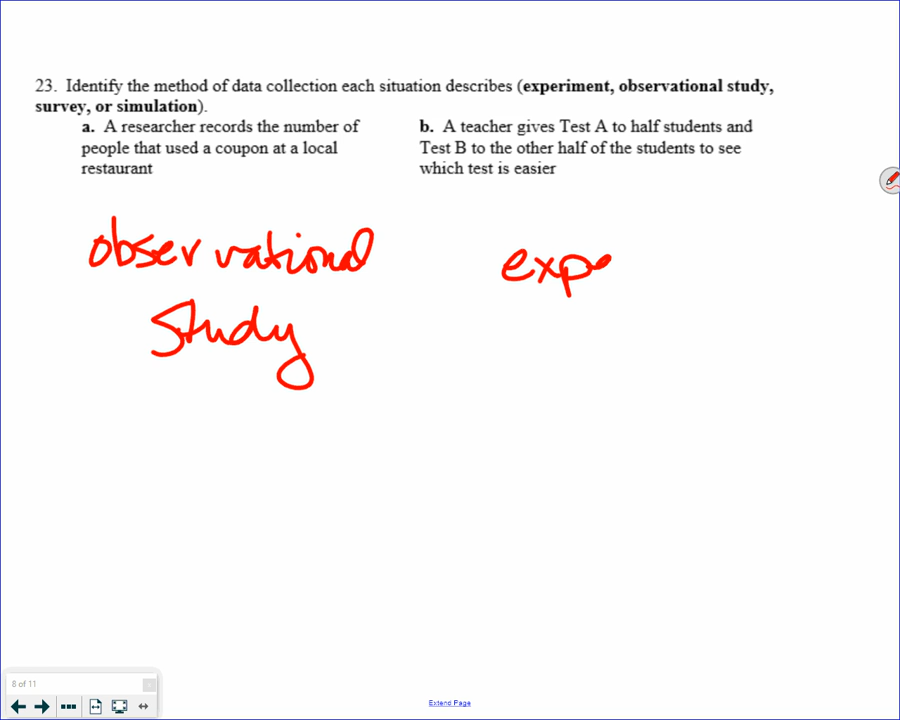 23. Identify the method of data collection each situation describes (experiment, observational study,
survey, or simulation).
a. A researcher records the number of
people that used a coupon at a local
restaurant
b. A teacher gives Test A to half students and
Test B to the other half of the students to see
which test is easier
observational
study
expe
8 of 11
Extend Page